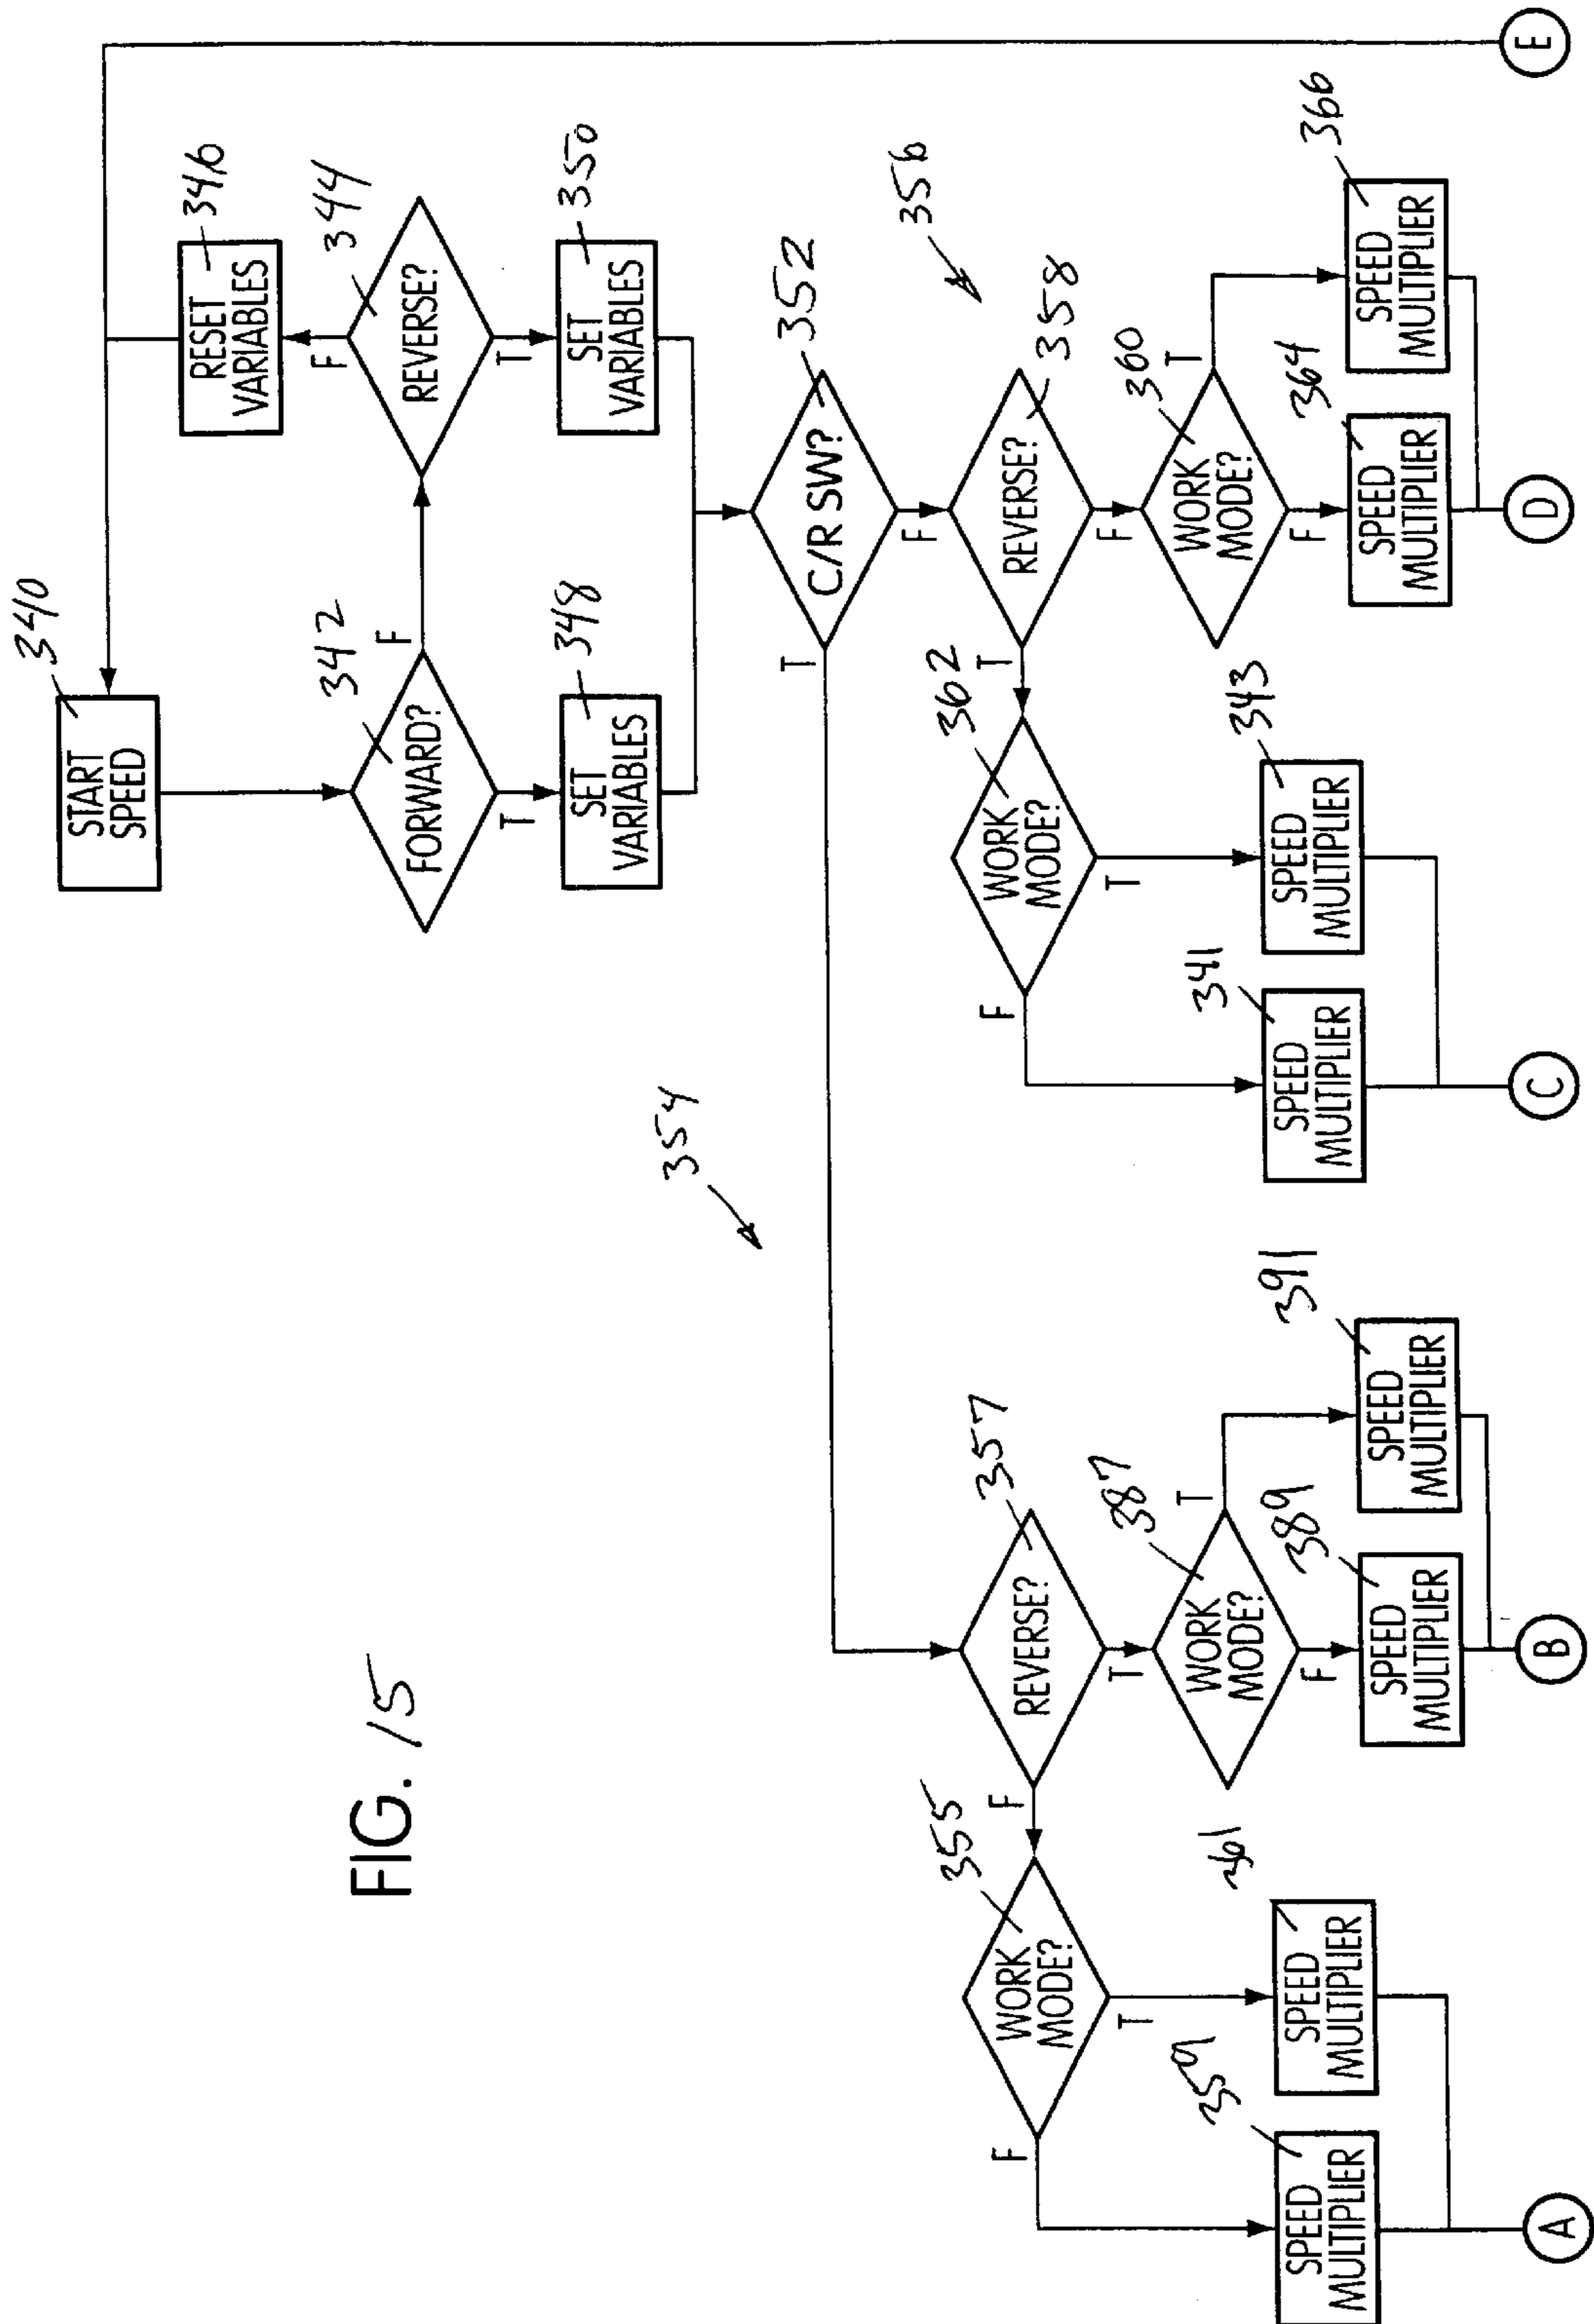 FIG. 15
START
SPEED
340
FORWARD?
342
F
T
REVERSE?
344
F
T
RESET
VARIABLES
346
SET
VARIABLES
348
SET
VARIABLES
350
C/R SW?
352
T
F
354
356
REVERSE?
357
F
T
WORK
MODE?
355
F
T
SPEED
MULTIPLIER
359
SPEED
MULTIPLIER
361
A
WORK
MODE?
387
T
F
SPEED
MULTIPLIER
389
SPEED
MULTIPLIER
391
B
REVERSE?
358
T
F
WORK
MODE?
362
F
T
SPEED
MULTIPLIER
341
SPEED
MULTIPLIER
343
C
WORK
MODE?
360
T
F
SPEED
MULTIPLIER
364
SPEED
MULTIPLIER
366
D
E